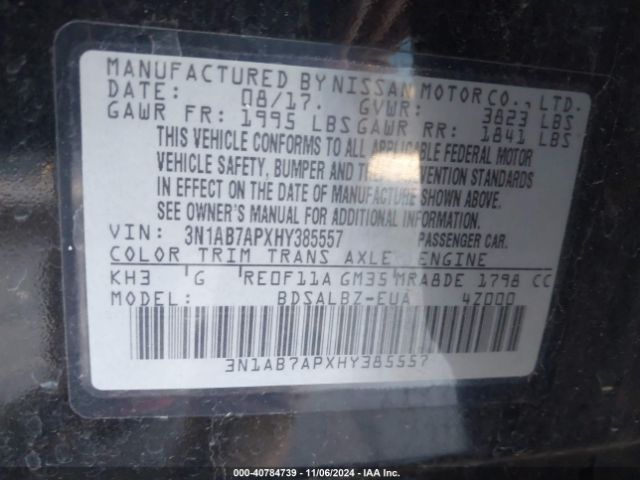 MANUFACTURED BY NISSAN MOTOR CO., LTD.
DATE: 08/17. GVWR: 3823 LBS
GAWR FR: 1995 LBS GAWR RR: 1841 LBS
THIS VEHICLE CONFORMS TO ALL APPLICABLE FEDERAL MOTOR
VEHICLE SAFETY, BUMPER AND THEFT PREVENTION STANDARDS
IN EFFECT ON THE DATE OF MANUFACTURE SHOWN ABOVE.
SEE OWNER'S MANUAL FOR ADDITIONAL INFORMATION.
VIN: 3N1AB7APXHY385557 PASSENGER CAR.
COLOR TRIM TRANS AXLE ENGINE
KH3 G RE0F11A GM35 MRA8DE 1798 CC
MODEL: BDSALBZ-EUA 4Z000
3N1AB7APXHY385557
000-40784739 - 11/06/2024 - IAA Inc.